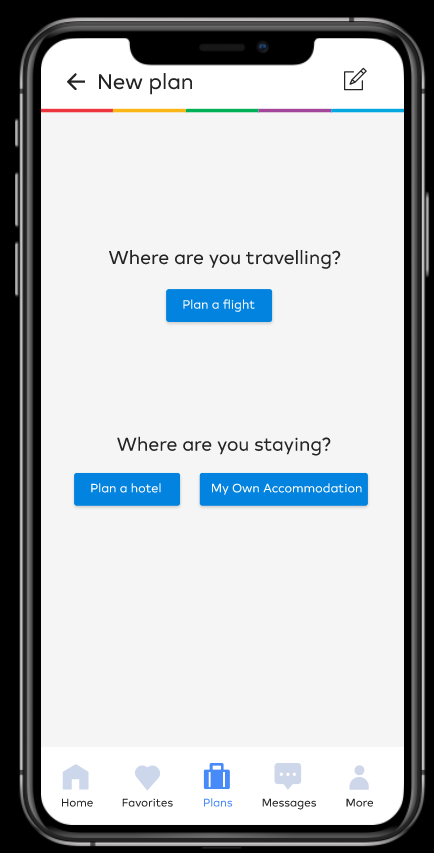 New plan
Where are you travelling?
Plan a flight
Where are you staying?
Plan a hotel
My Own Accommodation
Home
Favorites
Plans
Messages
More